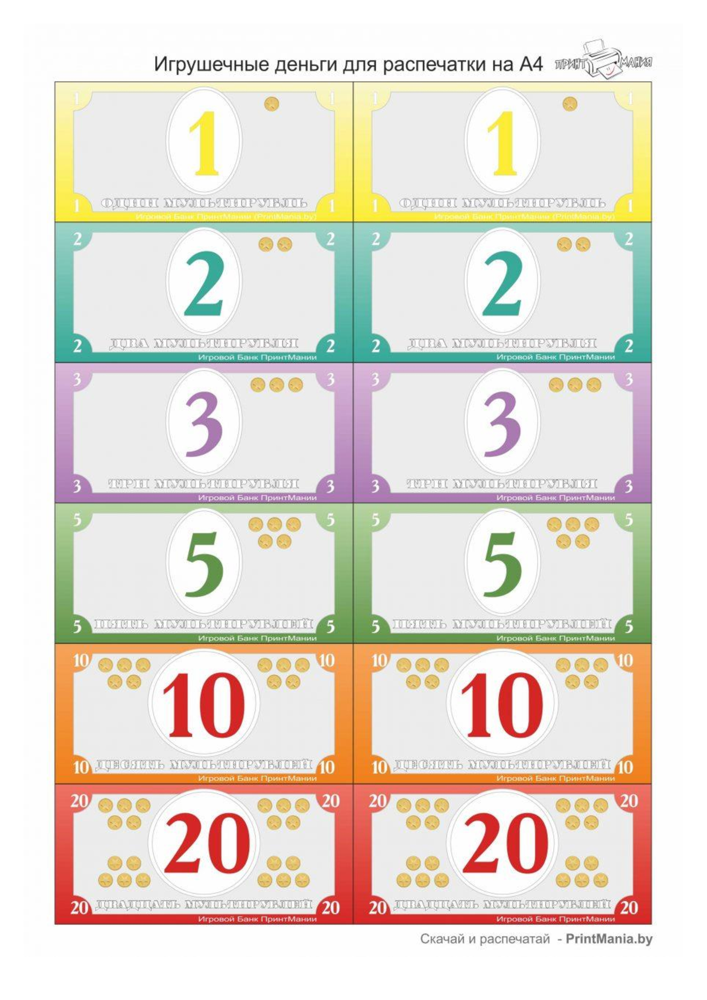 Игрушечные деньги для распечатки на А4 ПРИНТМАНИЯ
1 1 1 1
1 1
1 ОДИН МУЛЬТИРУБЛЬ 1 1 ОДИН МУЛЬТИРУБЛЬ 1
Игровой Банк ПринтМании (PrintMania.by) Игровой Банк ПринтМании (PrintMania.by)
2 2 2 2
2 2
2 ДВА МУЛЬТИРУБЛЯ 2 2 ДВА МУЛЬТИРУБЛЯ 2
Игровой Банк ПринтМании Игровой Банк ПринтМании
3 3 3 3
3 3
3 ТРИ МУЛЬТИРУБЛЯ 3 3 ТРИ МУЛЬТИРУБЛЯ 3
Игровой Банк ПринтМании Игровой Банк ПринтМании
5 5 5 5
5 5
5 ПЯТЬ МУЛЬТИРУБЛЕЙ 5 5 ПЯТЬ МУЛЬТИРУБЛЕЙ 5
Игровой Банк ПринтМании Игровой Банк ПринтМании
10 10 10 10
10 10
10 ДЕСЯТЬ МУЛЬТИРУБЛЕЙ 10 10 ДЕСЯТЬ МУЛЬТИРУБЛЕЙ 10
Игровой Банк ПринтМании Игровой Банк ПринтМании
20 20 20 20
20 20
20 ДВАДЦАТЬ МУЛЬТИРУБЛЕЙ 20 20 ДВАДЦАТЬ МУЛЬТИРУБЛЕЙ 20
Игровой Банк ПринтМании Игровой Банк ПринтМании
Скачай и распечатай - PrintMania.by